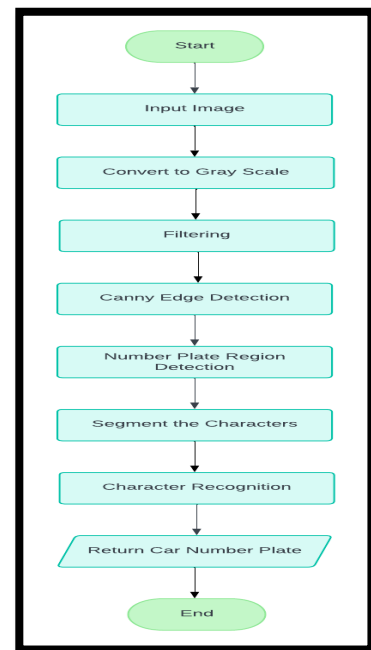 Start
Input Image
Convert to Gray Scale
Filtering
Canny Edge Detection
Number Plate Region
Detection
Segment the Characters
Character Recognition
Return Car Number Plate
End